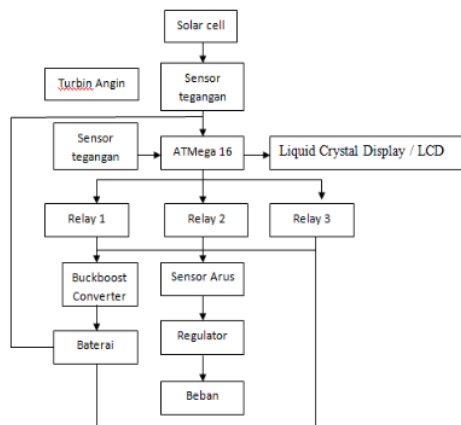 Solar cell
Turbin Angin
Sensor
tegangan
Sensor
tegangan
ATMega 16
Liquid Crystal Display / LCD
Relay 1
Relay 2
Relay 3
Buckboost
Converter
Sensor Arus
Baterai
Regulator
Beban